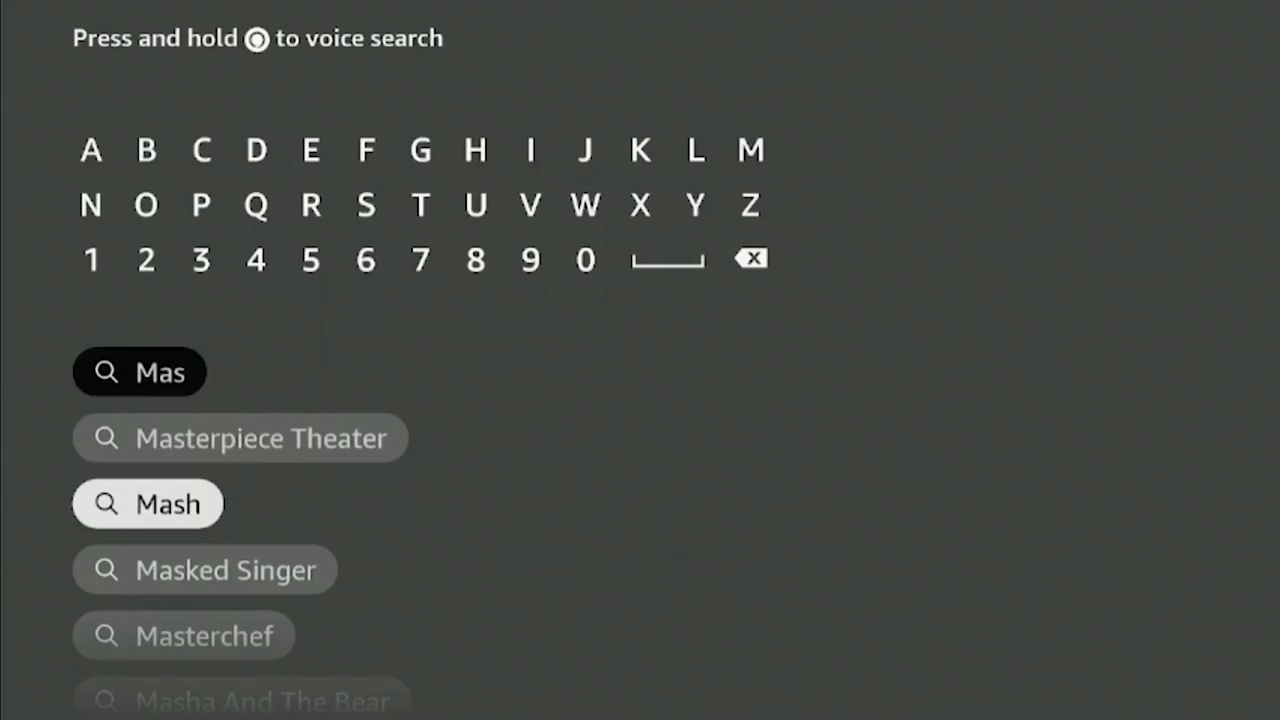 Press and hold to voice search
A B C D E F G H I J K L M
N O P Q R S T U V W X Y Z
1 2 3 4 5 6 7 8 9 0
Mas
Masterpiece Theater
Mash
Masked Singer
Masterchef
Masha And The Bear